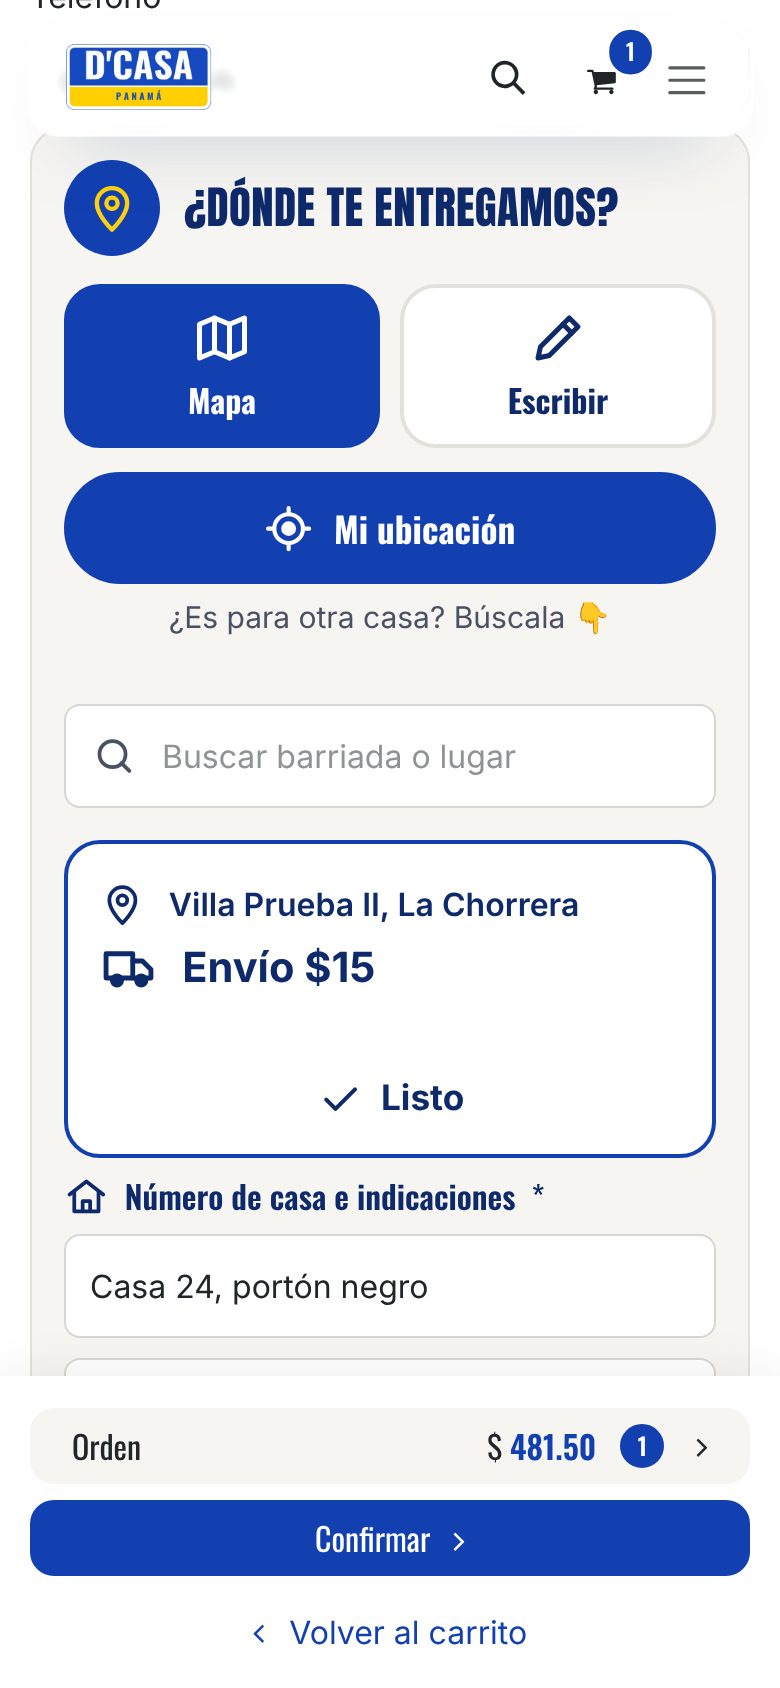 Teléfono
D'CASA
PANAMÁ
1
¿DÓNDE TE ENTREGAMOS?
Mapa
Escribir
Mi ubicación
¿Es para otra casa? Búscala 👇
Buscar barriada o lugar
Villa Prueba II, La Chorrera
Envío $15
Listo
Número de casa e indicaciones *
Casa 24, portón negro
Orden $ 481.50 1
Confirmar
Volver al carrito